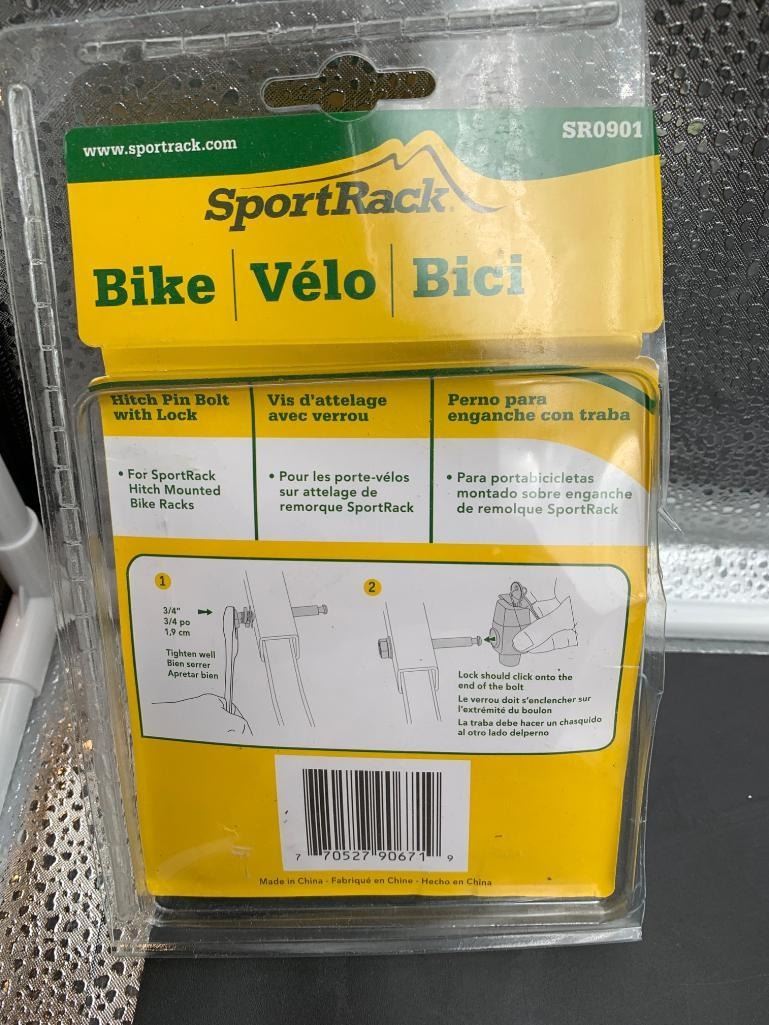 www.sportrack.com
SR0901
SportRack
Bike | Vélo | Bici
Hitch Pin Bolt
with Lock
• For SportRack
Hitch Mounted
Bike Racks
Vis d'attelage
avec verrou
• Pour les porte-vélos
sur attelage de
remorque SportRack
Perno para
enganche con traba
• Para portabicicletas
montado sobre enganche
de remolque SportRack
1
3/4"
3/4 po
1,9 cm
Tighten well
Bien serrer
Apretar bien
2
Lock should click onto the
end of the bolt
Le verrou doit s'enclencher sur
l'extrémité du boulon
La traba debe hacer un chasquido
al otro lado delperno
7 70527 90671 9
Made in China - Fabriqué en Chine - Hecho en China